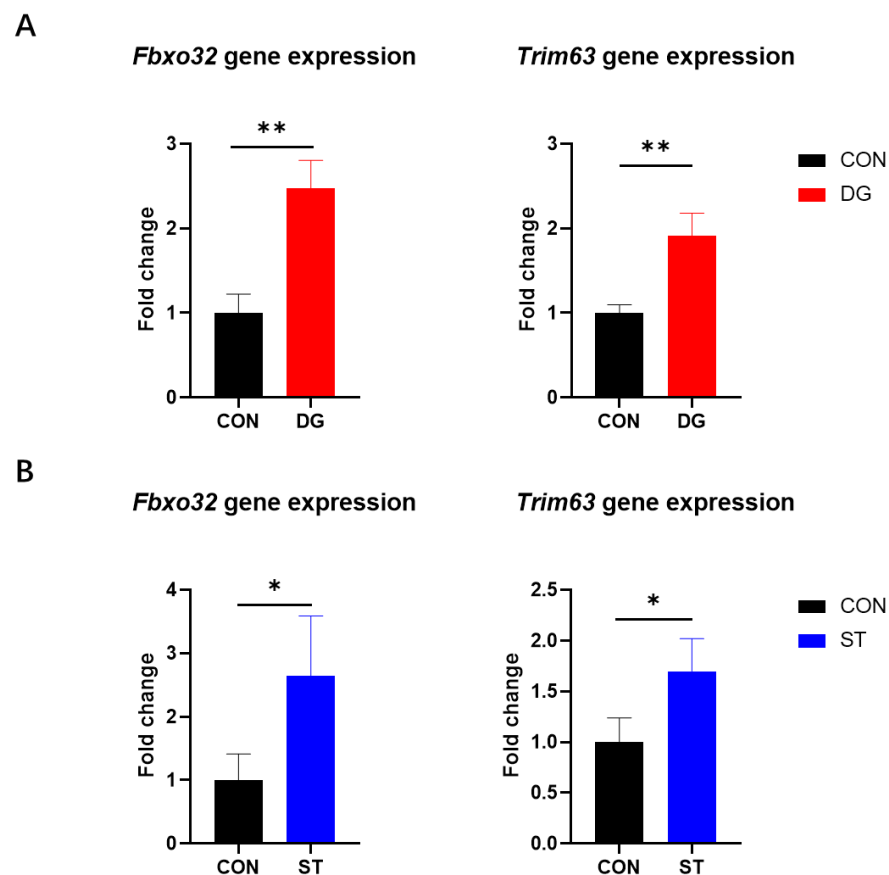 A
Fbxo32 gene expression
Trim63 gene expression
**
3
2
1
0
Fold change
CON
DG
**
3
2
1
0
Fold change
CON
DG
CON
DG
B
Fbxo32 gene expression
Trim63 gene expression
*
4
3
2
1
0
Fold change
CON
ST
*
2.5
2.0
1.5
1.0
0.5
0.0
Fold change
CON
ST
CON
ST